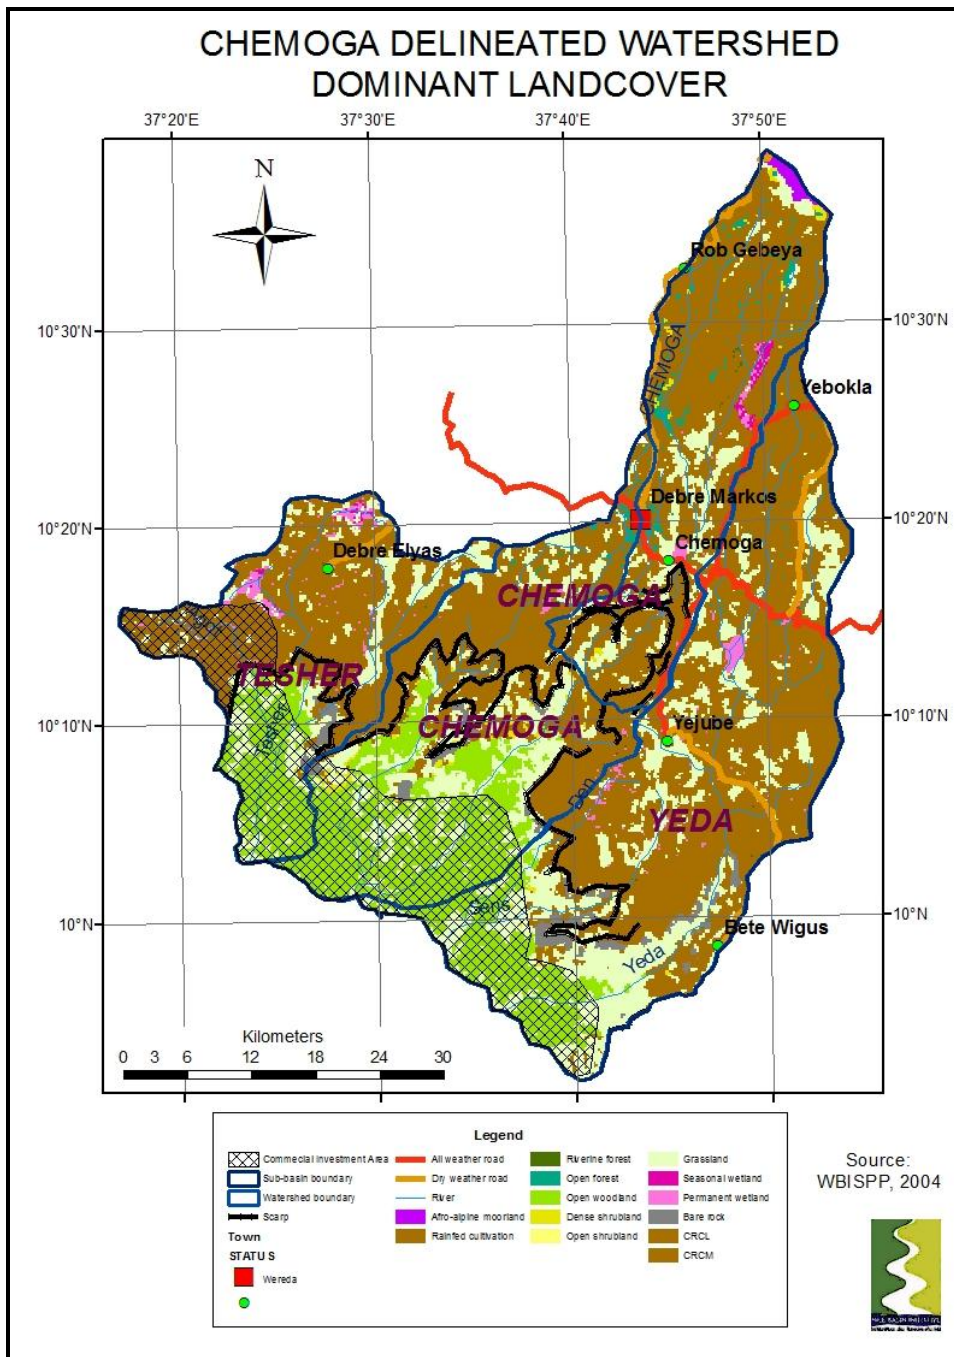 CHEMOGA DELINEATED WATERSHED
DOMINANT LANDCOVER
37°20'E
37°30'E
37°40'E
37°50'E
N
Rob Gebeya
10°30'N
10°30'N
CHEMOGA
Yebokla
Debre Markos
10°20'N
10°20'N
Debre Elyas
Chemoga
CHEMOGA
TESHER
Tesher
CHEMOGA
10°10'N
10°10'N
Yejube
Den
YEDA
Sens
10°N
10°N
Bete Wigus
Yeda
Kilometers
0 3 6 12 18 24 30
Legend
Commecial Investment Area
Sub-basin boundary
Watershed boundary
Scarp
Town
STATUS
Wereda
All weather road
Dry weather road
River
Afro-alpine moorland
Rainfed cultivation
Riverine forest
Open forest
Open woodland
Dense shrubland
Open shrubland
Grassland
Seasonal wetland
Permanent wetland
Bare rock
CRCL
CRCM
Source:
WBISPP, 2004